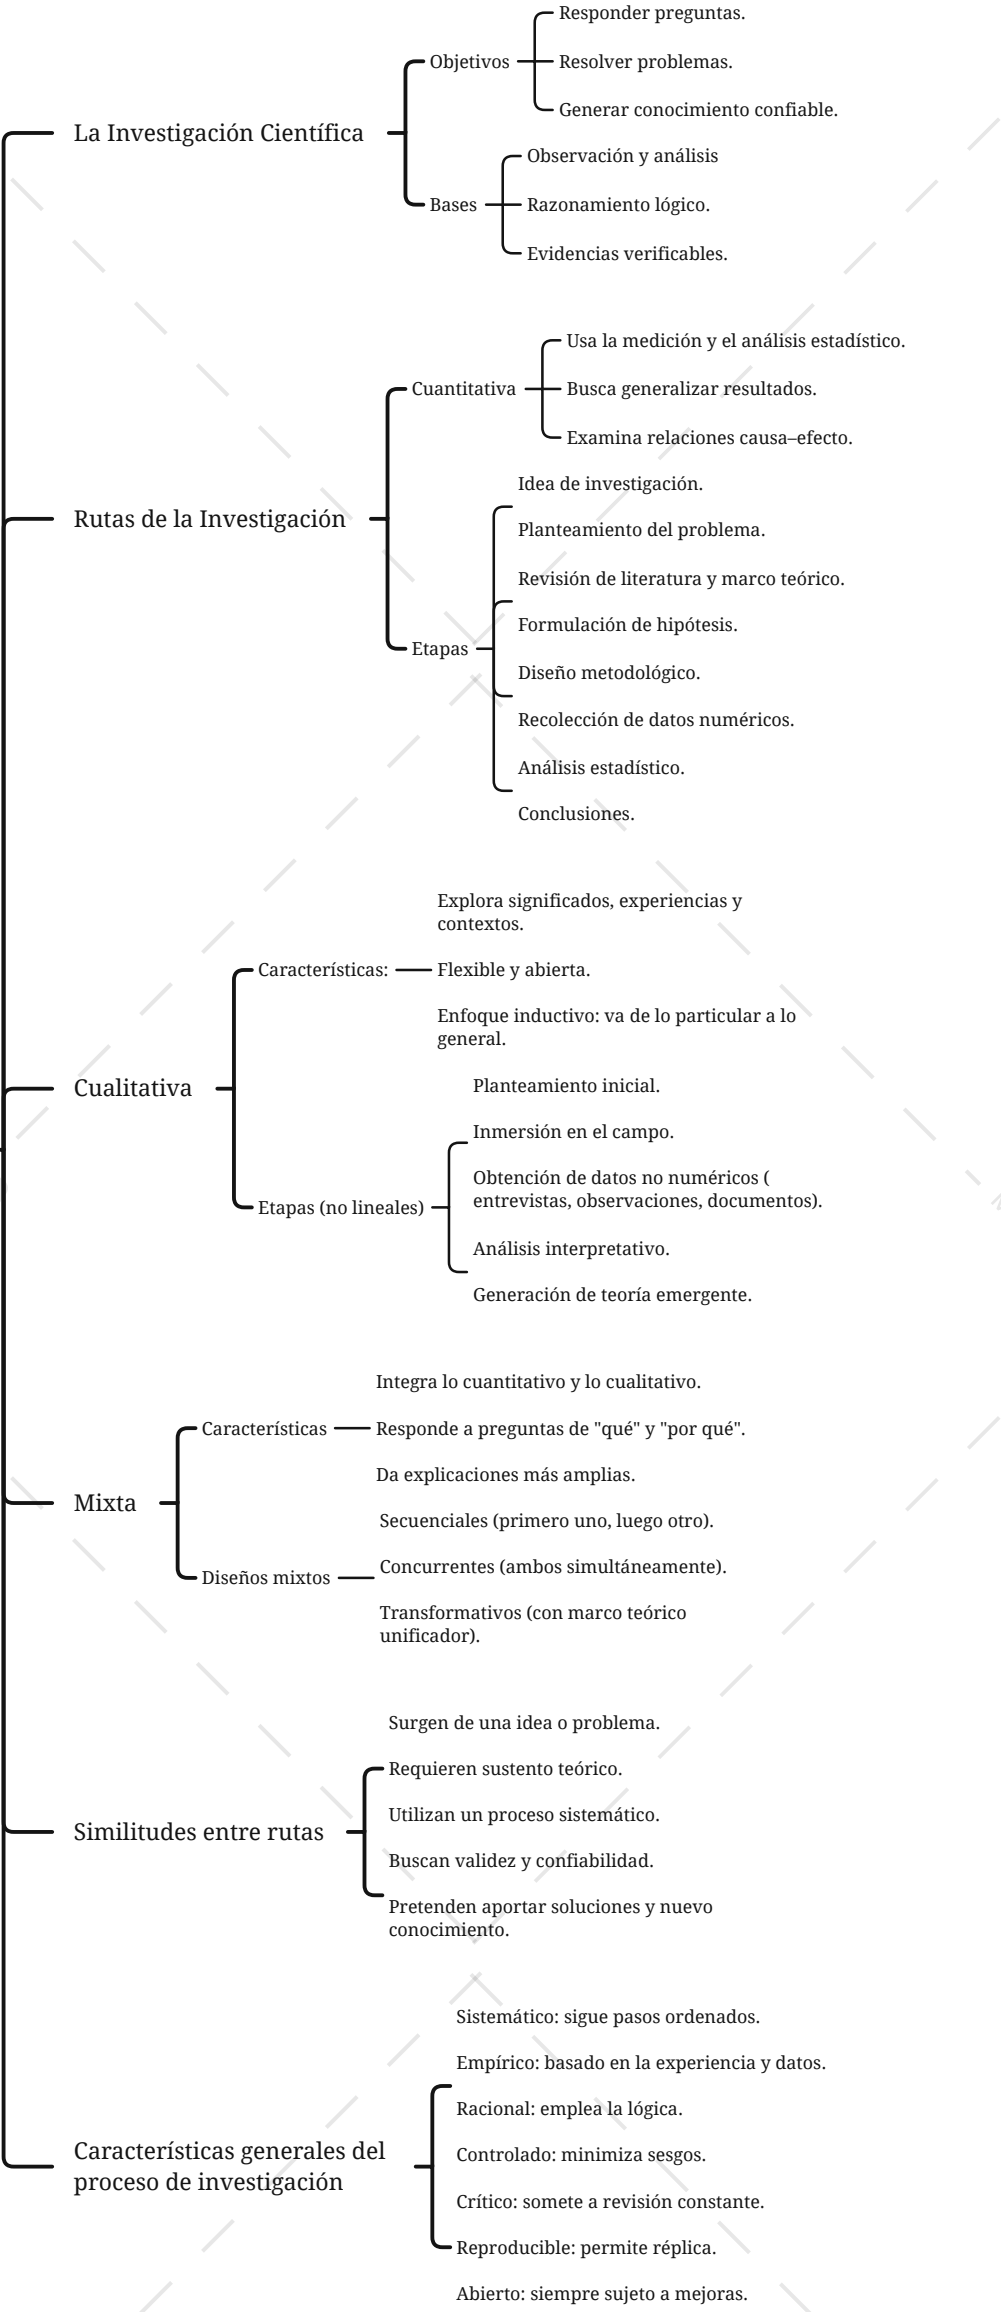 La Investigación Científica
Objetivos
Responder preguntas.
Resolver problemas.
Generar conocimiento confiable.
Bases
Observación y análisis
Razonamiento lógico.
Evidencias verificables.
Rutas de la Investigación
Cuantitativa
Usa la medición y el análisis estadístico.
Busca generalizar resultados.
Examina relaciones causa–efecto.
Etapas
Idea de investigación.
Planteamiento del problema.
Revisión de literatura y marco teórico.
Formulación de hipótesis.
Diseño metodológico.
Recolección de datos numéricos.
Análisis estadístico.
Conclusiones.
Cualitativa
Características:
Explora significados, experiencias y
contextos.
Flexible y abierta.
Enfoque inductivo: va de lo particular a lo
general.
Etapas (no lineales)
Planteamiento inicial.
Inmersión en el campo.
Obtención de datos no numéricos (
entrevistas, observaciones, documentos).
Análisis interpretativo.
Generación de teoría emergente.
Mixta
Características
Integra lo cuantitativo y lo cualitativo.
Responde a preguntas de "qué" y "por qué".
Da explicaciones más amplias.
Diseños mixtos
Secuenciales (primero uno, luego otro).
Concurrentes (ambos simultáneamente).
Transformativos (con marco teórico
unificador).
Similitudes entre rutas
Surgen de una idea o problema.
Requieren sustento teórico.
Utilizan un proceso sistemático.
Buscan validez y confiabilidad.
Pretenden aportar soluciones y nuevo
conocimiento.
Características generales del
proceso de investigación
Sistemático: sigue pasos ordenados.
Empírico: basado en la experiencia y datos.
Racional: emplea la lógica.
Controlado: minimiza sesgos.
Crítico: somete a revisión constante.
Reproducible: permite réplica.
Abierto: siempre sujeto a mejoras.